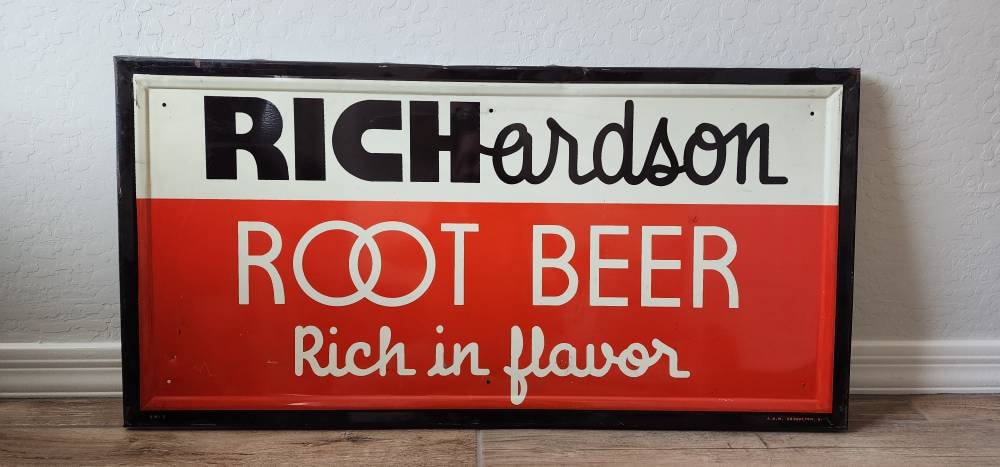 RICHardson
ROOT BEER
Rich in flavor